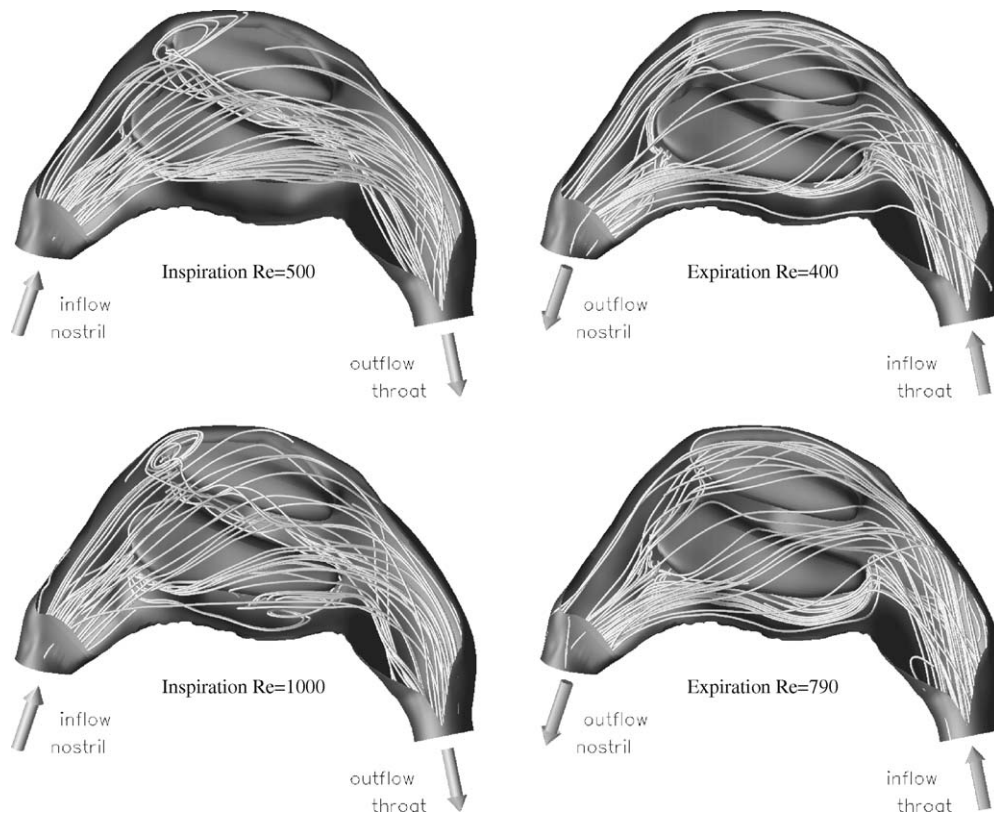 Inspiration Re=500
inflow
nostril
outflow
throat
Expiration Re=400
outflow
nostril
inflow
throat
Inspiration Re=1000
inflow
nostril
outflow
throat
Expiration Re=790
outflow
nostril
inflow
throat